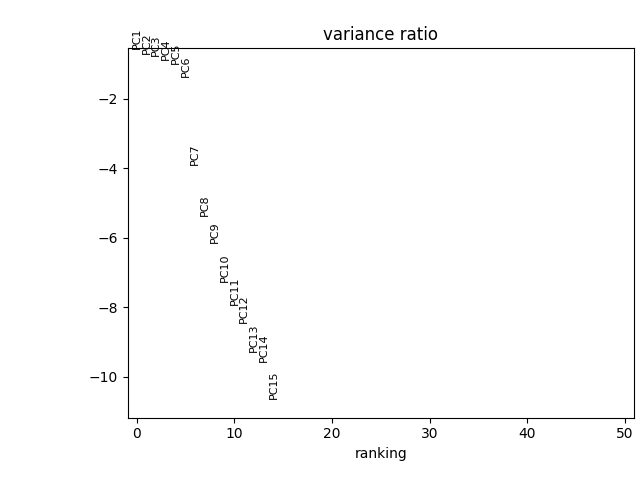 variance ratio
PC1
PC2
PC3
PC4
PC5
PC6
PC7
PC8
PC9
PC10
PC11
PC12
PC13
PC14
PC15
−2
−4
−6
−8
−10
0 10 20 30 40 50
ranking